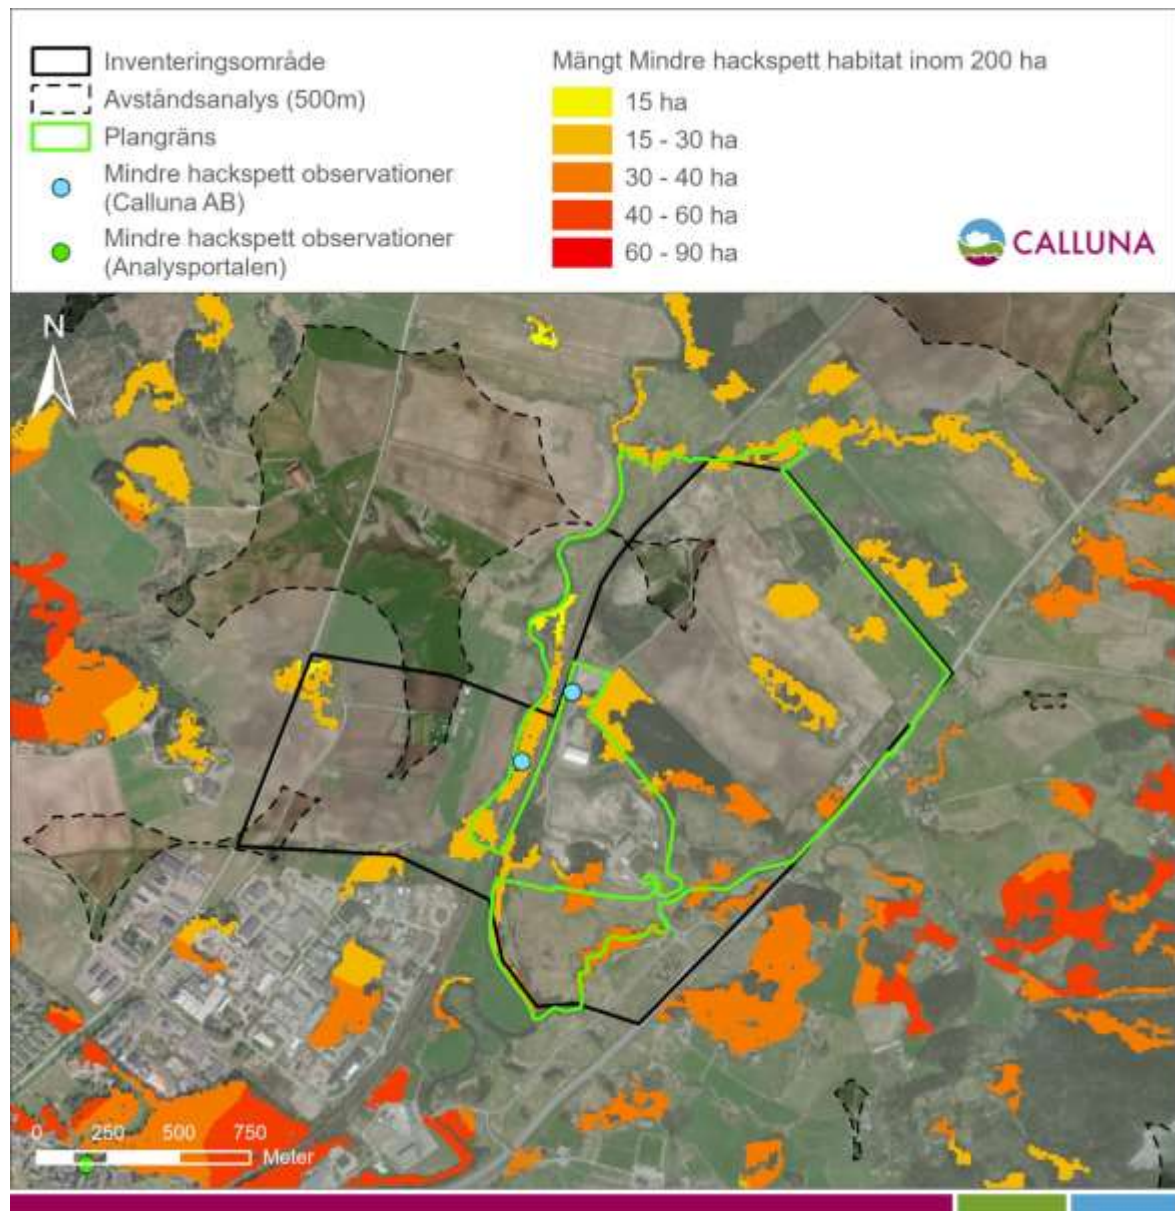 Inventeringsområde
Avståndsanalys (500m)
Plangräns
Mindre hackspett observationer
(Calluna AB)
Mindre hackspett observationer
(Analysportalen)
Mängt Mindre hackspett habitat inom 200 ha
15 ha
15 - 30 ha
30 - 40 ha
40 - 60 ha
60 - 90 ha
CALLUNA
N
0 250 500 750
Meter